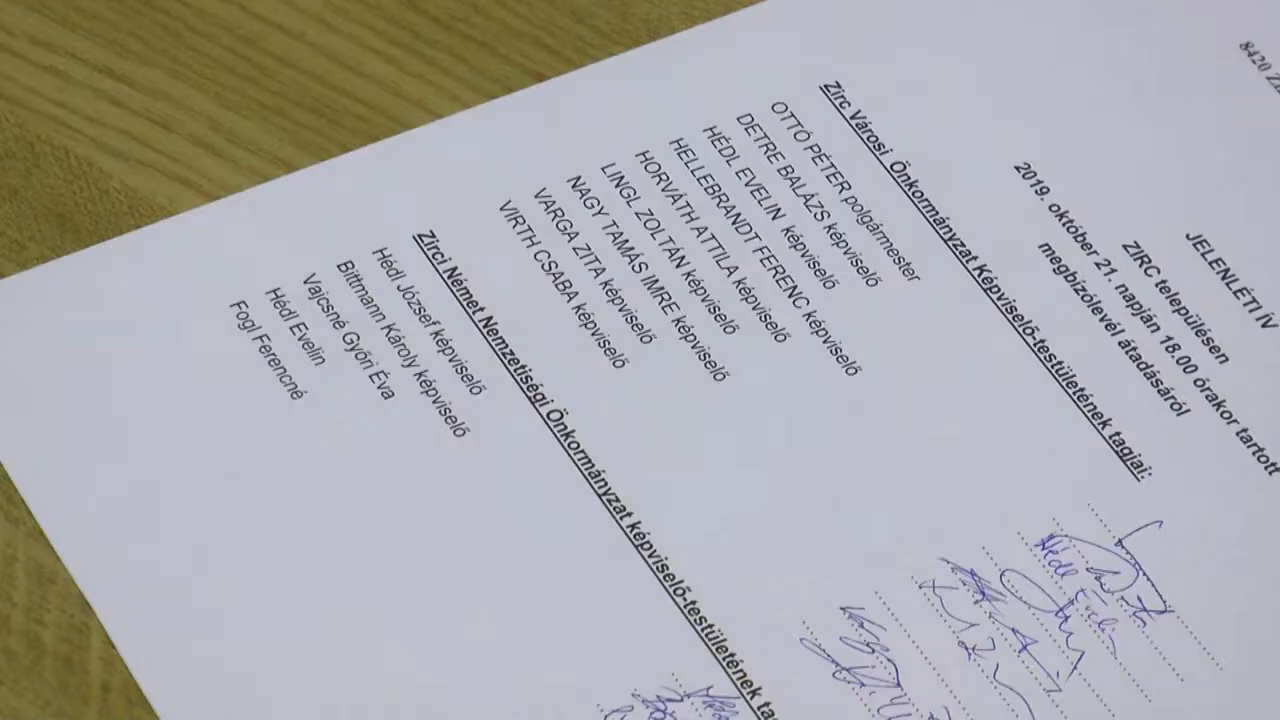 8420
JELENLÉTI ÍV
ZIRC településen
2019. október 21. napján 18.00 órakor tartott
megbízólevél átadásáról
Zirc Városi Önkormányzat Képviselő-testületének tagjai:
OTTÓ PÉTER polgármester
DETRE BALÁZS képviselő
HÉDL EVELIN képviselő
HELLEBRANDT FERENC képviselő
HORVÁTH ATTILA képviselő
LINGL ZOLTÁN képviselő
NAGY TAMÁS IMRE képviselő
VARGA ZITA képviselő
VIRTH CSABA képviselő
Hédl Evelin
Zirci Német Nemzetiségi Önkormányzat képviselő-testületének
Hédl József képviselő
Bittmann Károly képviselő
Vajcsné Győri Éva
Hédl Evelin
Fogl Ferencné